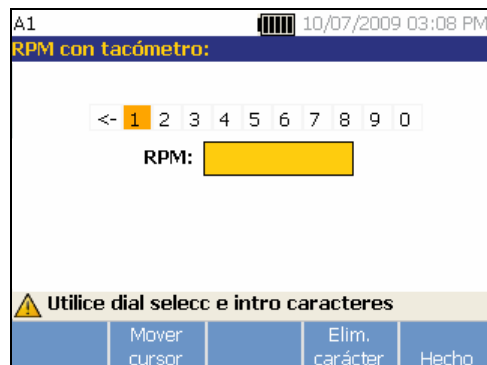 A1 10/07/2009 03:08 PM
RPM con tacómetro:
<- 1 2 3 4 5 6 7 8 9 0
RPM:
Utilice dial selecc e intro caracteres
Mover cursor Elim. carácter Hecho